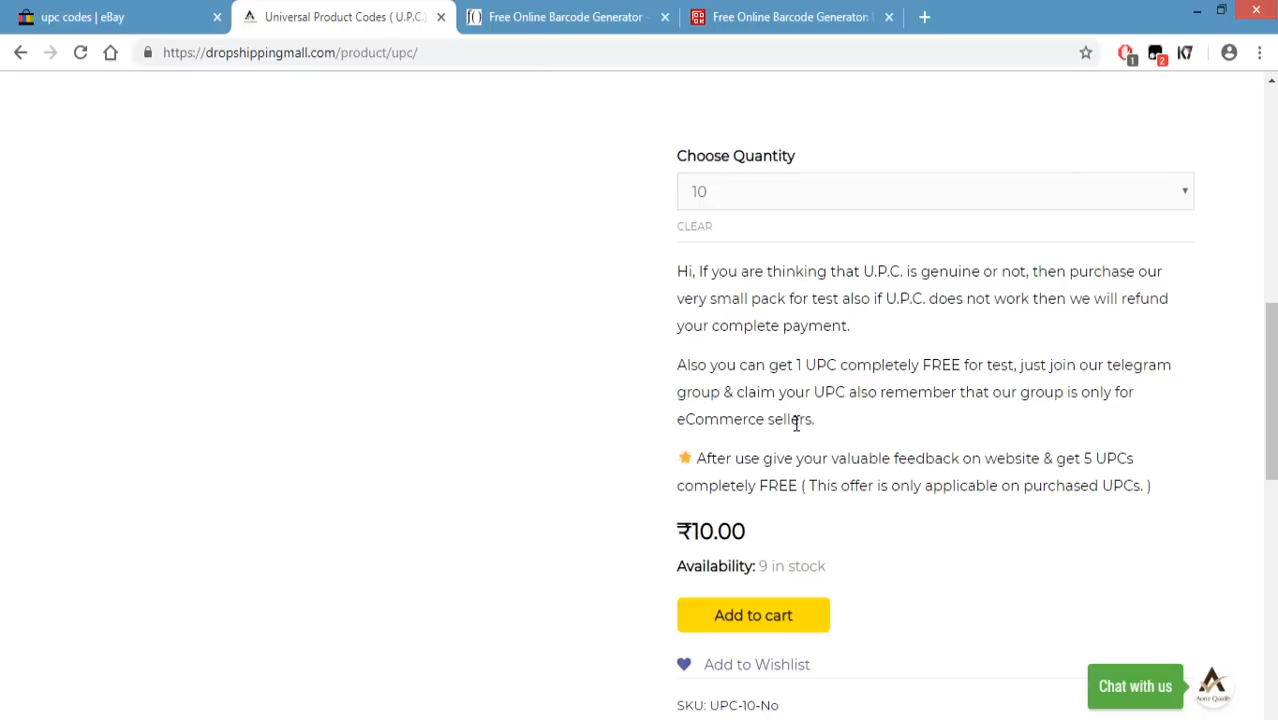 upc codes | eBay
Universal Product Codes ( U.P.C.
Free Online Barcode Generator
Free Online Barcode Generator:
https://dropshippingmall.com/product/upc/
1
2
K7
Choose Quantity
10
CLEAR
Hi, If you are thinking that U.P.C. is genuine or not, then purchase our
very small pack for test also if U.P.C. does not work then we will refund
your complete payment.
Also you can get 1 UPC completely FREE for test, just join our telegram
group & claim your UPC also remember that our group is only for
eCommerce sellers.
After use give your valuable feedback on website & get 5 UPCs
completely FREE ( This offer is only applicable on purchased UPCs. )
₹10.00
Availability: 9 in stock
Add to cart
Add to Wishlist
Chat with us
SKU: UPC-10-No